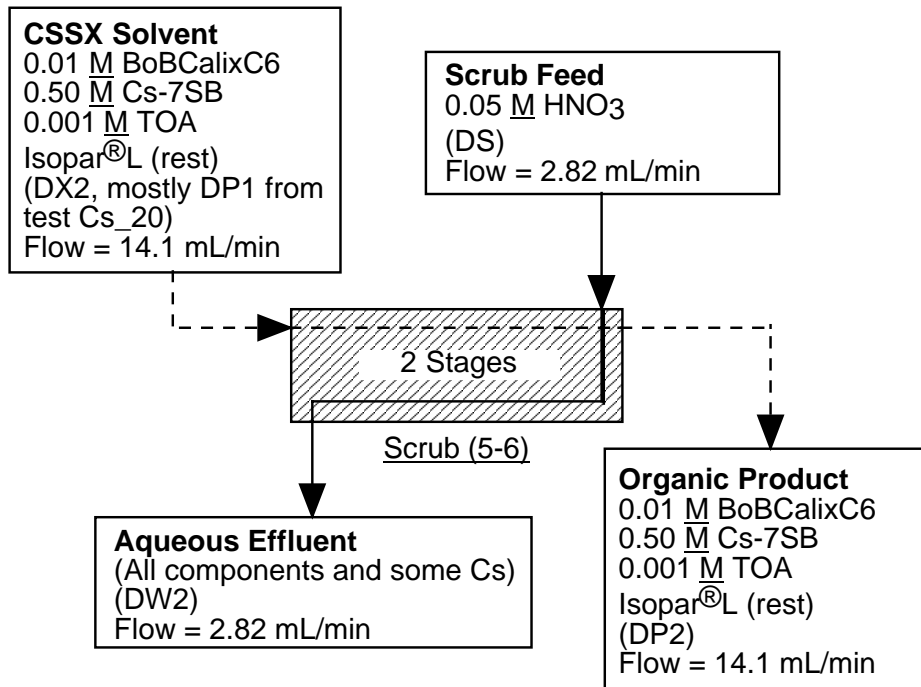 CSSX Solvent
0.01 M BoBCalixC6
0.50 M Cs-7SB
0.001 M TOA
Isopar®L (rest)
(DX2, mostly DP1 from
test Cs_20)
Flow = 14.1 mL/min
Scrub Feed
0.05 M HNO3
(DS)
Flow = 2.82 mL/min
2 Stages
Scrub (5-6)
Aqueous Effluent
(All components and some Cs)
(DW2)
Flow = 2.82 mL/min
Organic Product
0.01 M BoBCalixC6
0.50 M Cs-7SB
0.001 M TOA
Isopar®L (rest)
(DP2)
Flow = 14.1 mL/min